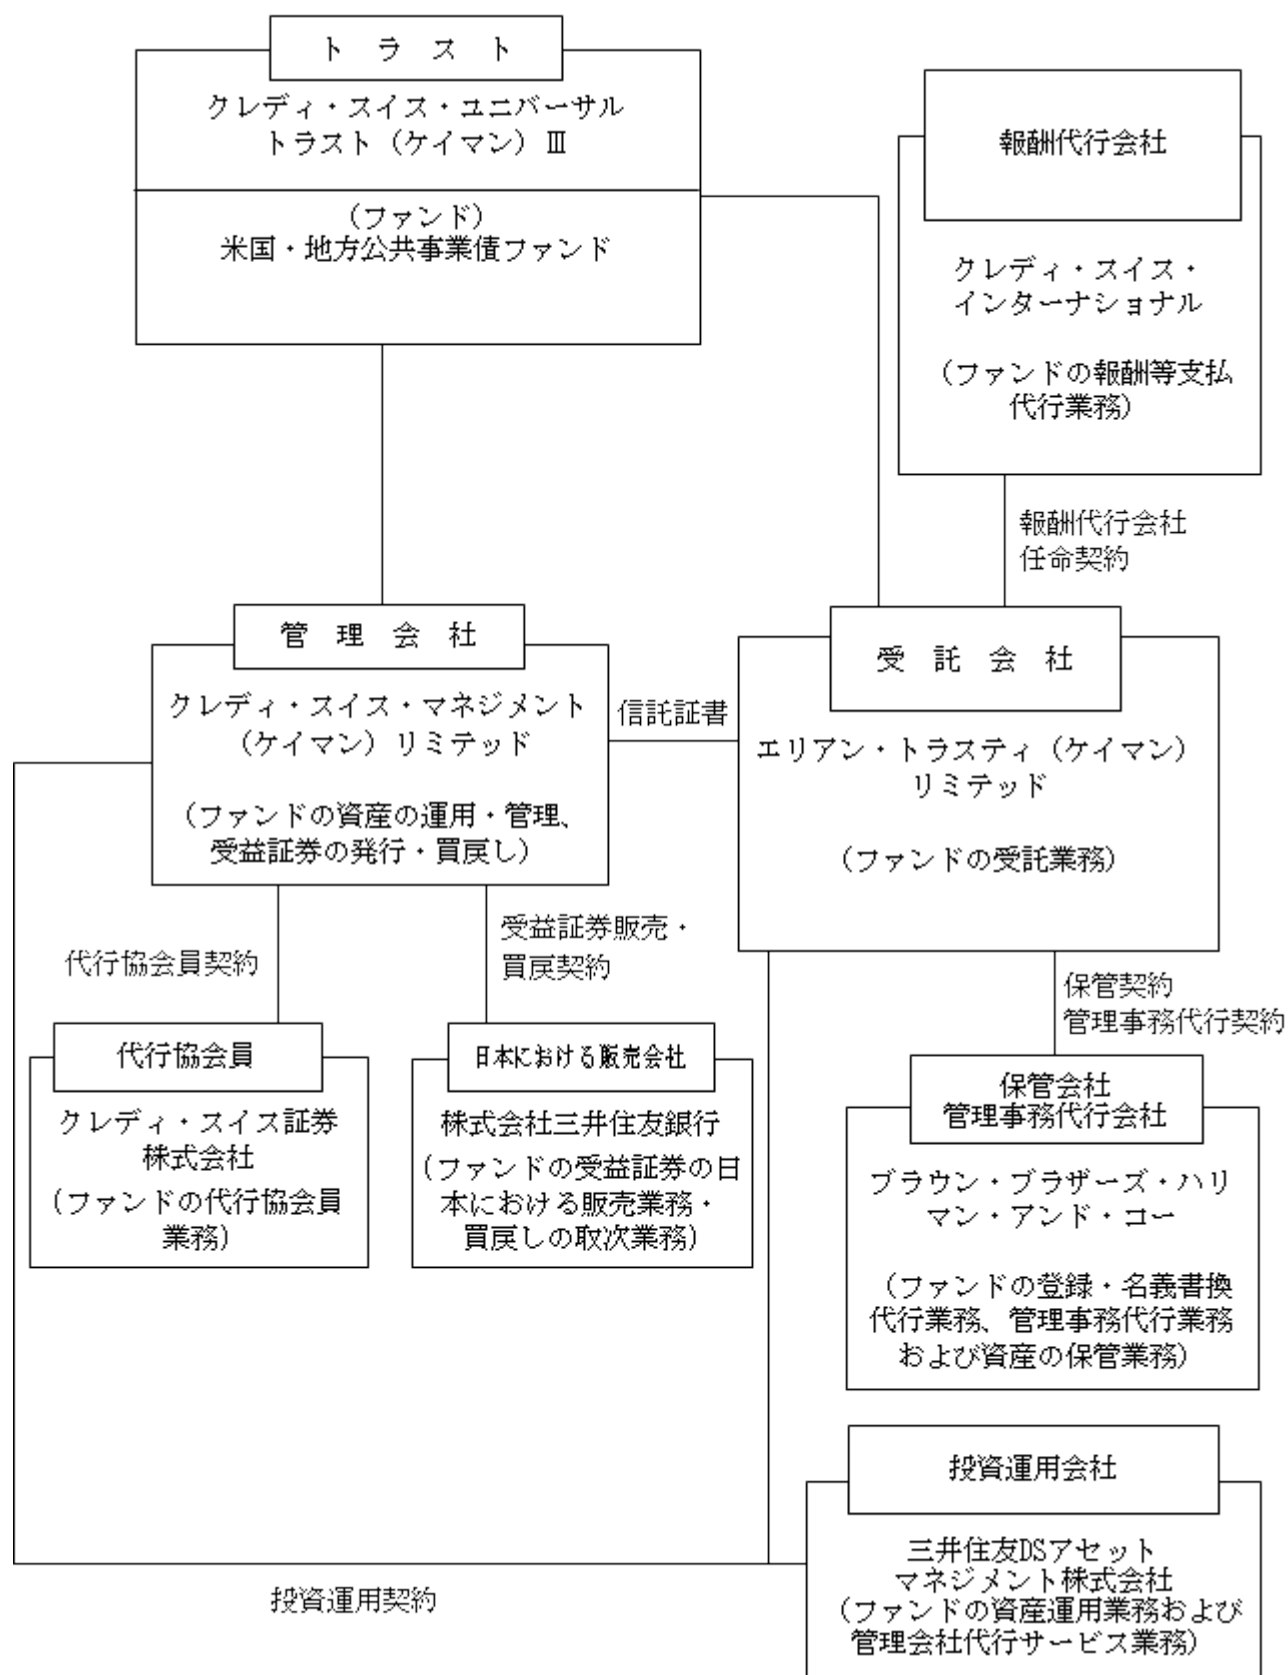 トラスト
クレディ・スイス・ユニバーサル
トラスト（ケイマン）Ⅲ
（ファンド）
米国・地方公共事業債ファンド
報酬代行会社
クレディ・スイス・
インターナショナル
（ファンドの報酬等支払
代行業務）
報酬代行会社
任命契約
管理会社
クレディ・スイス・マネジメント
（ケイマン）リミテッド
（ファンドの資産の運用・管理、
受益証券の発行・買戻し）
信託証書
受託会社
エリアン・トラスティ（ケイマン）
リミテッド
（ファンドの受託業務）
代行協会員契約
受益証券販売・
買戻契約
保管契約
管理事務代行契約
代行協会員
クレディ・スイス証券
株式会社
（ファンドの代行協会員
業務）
日本における販売会社
株式会社三井住友銀行
（ファンドの受益証券の日
本における販売業務・
買戻しの取次業務）
保管会社
管理事務代行会社
ブラウン・ブラザーズ・ハリ
マン・アンド・コー
（ファンドの登録・名義書換
代行業務、管理事務代行業務
および資産の保管業務）
投資運用会社
三井住友DSアセット
マネジメント株式会社
（ファンドの資産運用業務および
管理会社代行サービス業務）
投資運用契約